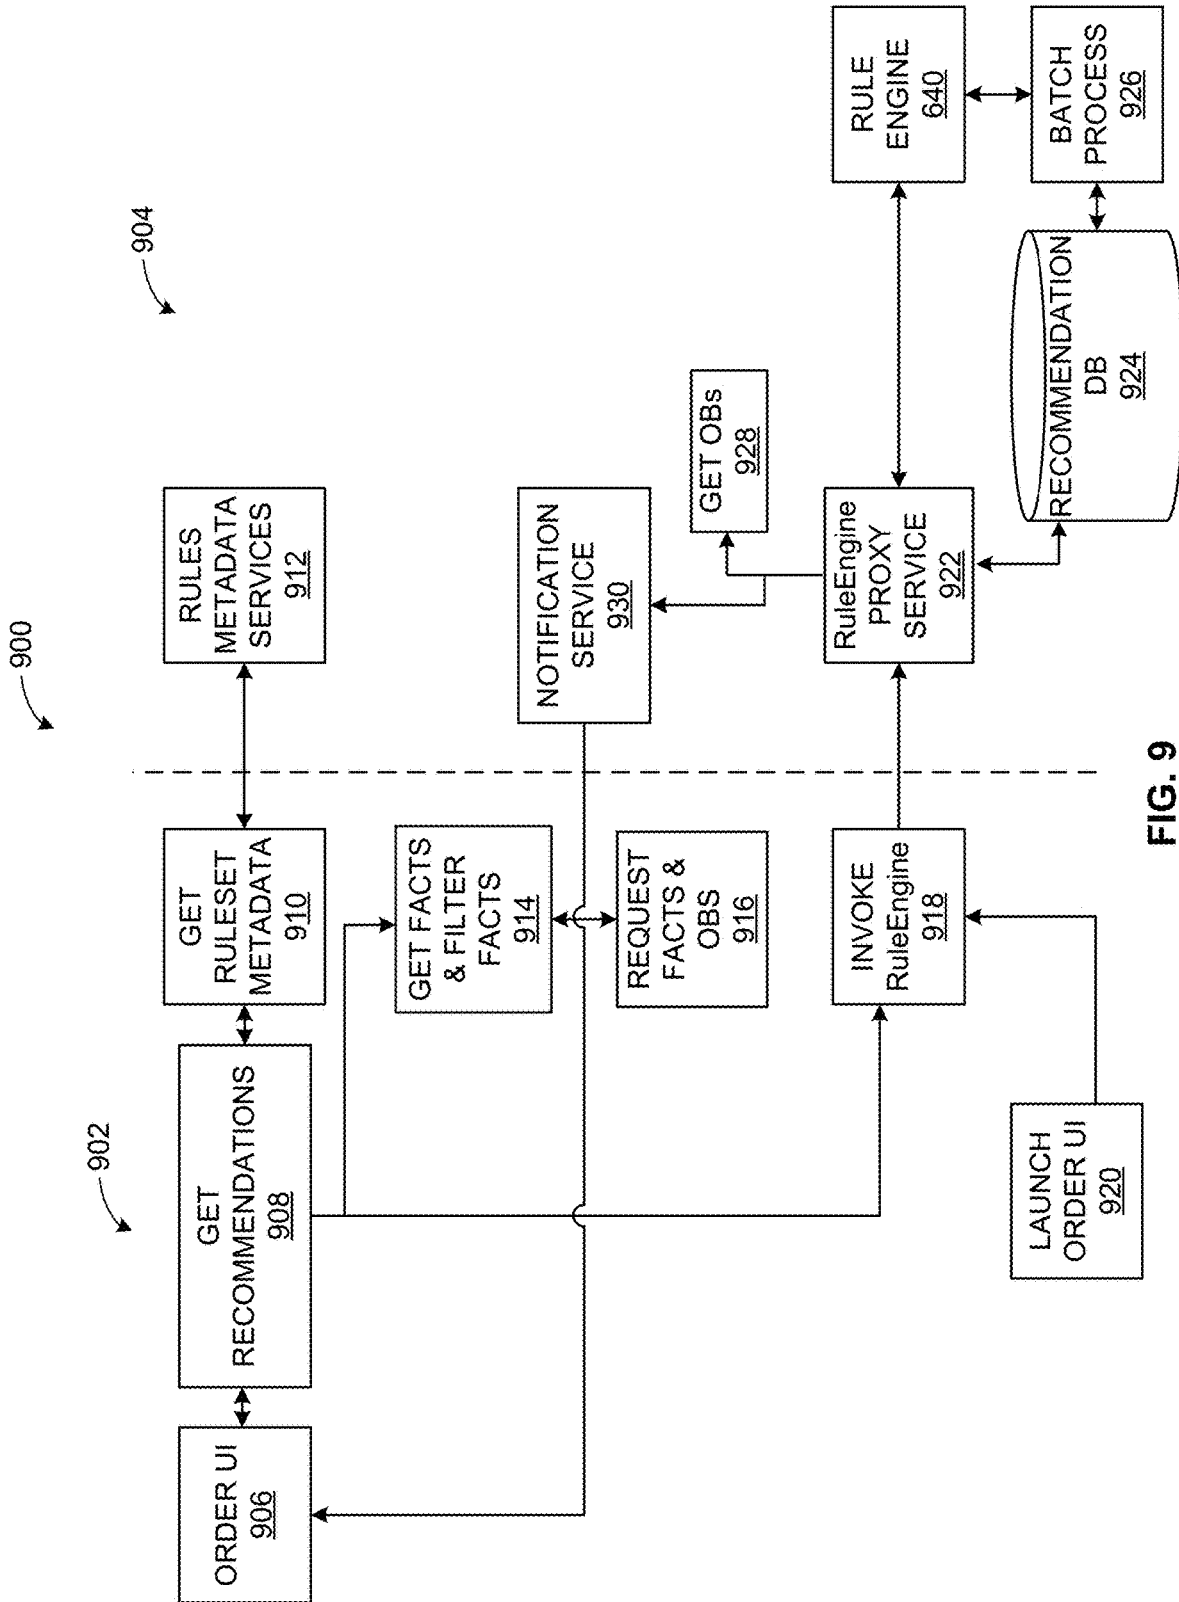 900
902
904
ORDER UI
906
GET
RECOMMENDATIONS
908
GET
RULESET
METADATA
910
RULES
METADATA
SERVICES
912
GET FACTS
& FILTER
FACTS
914
REQUEST
FACTS &
OBS
916
NOTIFICATION
SERVICE
930
GET OBs
928
INVOKE
RuleEngine
918
RuleEngine
PROXY
SERVICE
922
RULE
ENGINE
640
LAUNCH
ORDER UI
920
RECOMMENDATION
DB
924
BATCH
PROCESS
926
FIG. 9